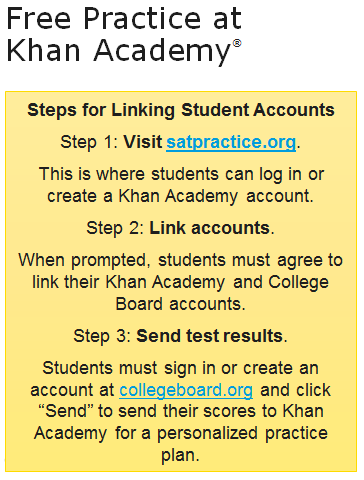 Free Practice at
Khan Academy®
Steps for Linking Student Accounts
Step 1: Visit satpractice.org.
This is where students can log in or
create a Khan Academy account.
Step 2: Link accounts.
When prompted, students must agree to
link their Khan Academy and College
Board accounts.
Step 3: Send test results.
Students must sign in or create an
account at collegeboard.org and click
“Send” to send their scores to Khan
Academy for a personalized practice
plan.